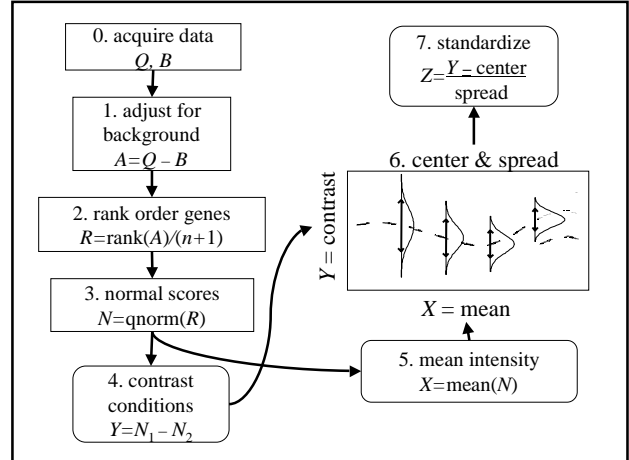 0. acquire data
Q, B
1. adjust for
background
A=Q – B
2. rank order genes
R=rank(A)/(n+1)
3. normal scores
N=qnorm(R)
4. contrast
conditions
Y=N₁ – N₂
5. mean intensity
X=mean(N)
6. center & spread
Y = contrast
X = mean
7. standardize
Z=Y – center
spread